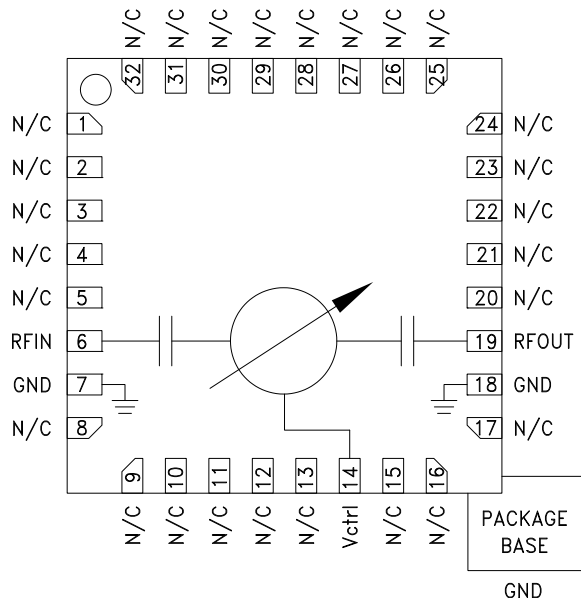 N/C N/C N/C N/C N/C N/C N/C N/C
32 31 30 29 28 27 26 25
N/C 1
N/C 2
N/C 3
N/C 4
N/C 5
RFIN 6
GND 7
N/C 8
24 N/C
23 N/C
22 N/C
21 N/C
20 N/C
19 RFOUT
18 GND
17 N/C
9 10 11 12 13 14 15 16
N/C N/C N/C N/C N/C Vctrl N/C N/C
PACKAGE
BASE
GND